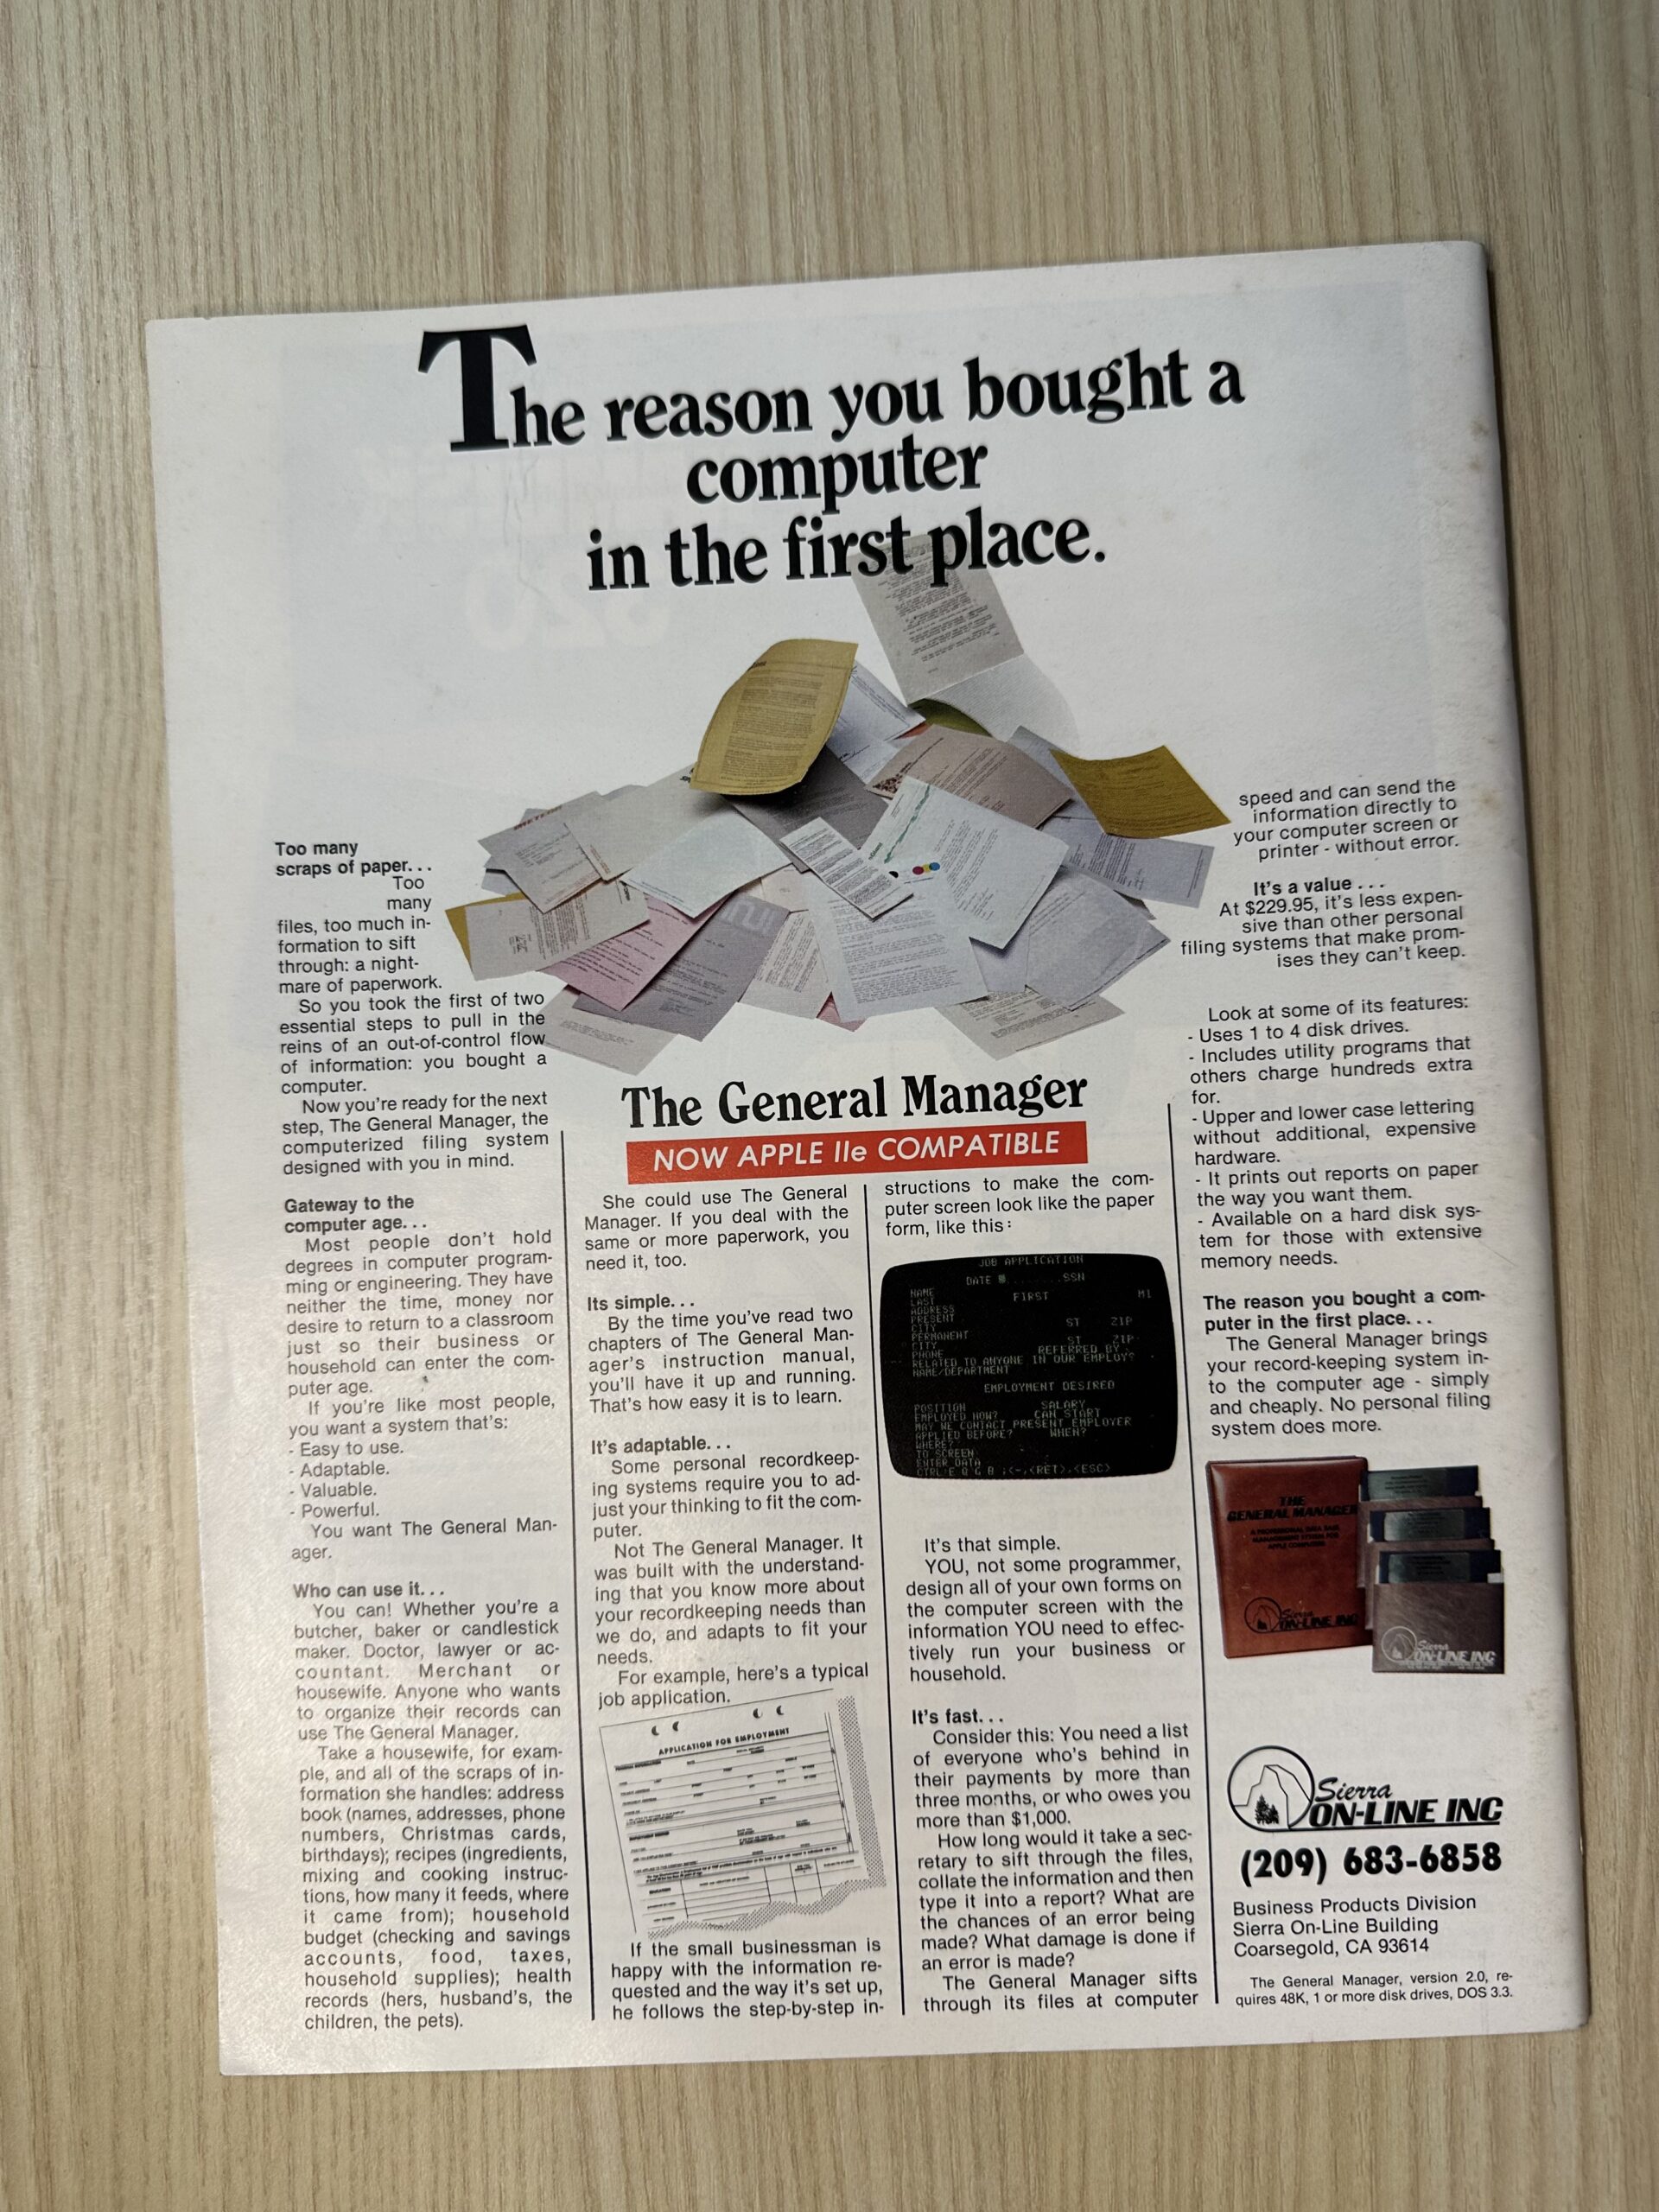 The reason you bought a
computer
in the first place.
Too many
scraps of paper. . .
Too
many
files, too much in-
formation to sift
through: a night-
mare of paperwork.
So you took the first of two
essential steps to pull in the
reins of an out-of-control flow
of information: you bought a
computer.
Now you're ready for the next
step, The General Manager, the
computerized filing system
designed with you in mind.
Gateway to the
computer age. . .
Most people don't hold
degrees in computer program-
ming or engineering. They have
neither the time, money nor
desire to return to a classroom
just so their business or
household can enter the com-
puter age.
If you're like most people,
you want a system that's:
- Easy to use.
- Adaptable.
- Valuable.
- Powerful.
You want The General Man-
ager.
Who can use it. . .
You can! Whether you're a
butcher, baker or candlestick
maker. Doctor, lawyer or ac-
countant. Merchant or
housewife. Anyone who wants
to organize their records can
use The General Manager.
Take a housewife, for exam-
ple, and all of the scraps of in-
formation she handles: address
book (names, addresses, phone
numbers, Christmas cards,
birthdays); recipes (ingredients,
mixing and cooking instruc-
tions, how many it feeds, where
it came from); household
budget (checking and savings
accounts, food, taxes,
household supplies); health
records (hers, husband's, the
children, the pets).
The General Manager
NOW APPLE IIe COMPATIBLE
She could use The General
Manager. If you deal with the
same or more paperwork, you
need it, too.
Its simple. . .
By the time you've read two
chapters of The General Man-
ager's instruction manual,
you'll have it up and running.
That's how easy it is to learn.
It's adaptable. . .
Some personal recordkeep-
ing systems require you to ad-
just your thinking to fit the com-
puter.
Not The General Manager. It
was built with the understand-
ing that you know more about
your recordkeeping needs than
we do, and adapts to fit your
needs.
For example, here's a typical
job application.
APPLICATION FOR EMPLOYMENT
If the small businessman is
happy with the information re-
quested and the way it's set up,
he follows the step-by-step in-
structions to make the com-
puter screen look like the paper
form, like this:
JOB APPLICATION
DATE ........SSN
NAME
LAST FIRST MI
ADDRESS
PRESENT
CITY ST ZIP
PERMANENT
CITY ST ZIP
PHONE REFERRED BY
RELATED TO ANYONE IN OUR EMPLOY?
NAME/DEPARTMENT
EMPLOYMENT DESIRED
POSITION SALARY
EMPLOYED NOW? CAN START
MAY WE CONTACT PRESENT EMPLOYER
APPLIED BEFORE? WHEN?
WHERE?
TO SCREEN
ENTER DATA
CTRL:E Q G B ;<-,<RET>,<ESC>
It's that simple.
YOU, not some programmer,
design all of your own forms on
the computer screen with the
information YOU need to effec-
tively run your business or
household.
It's fast. . .
Consider this: You need a list
of everyone who's behind in
their payments by more than
three months, or who owes you
more than $1,000.
How long would it take a sec-
retary to sift through the files,
collate the information and then
type it into a report? What are
the chances of an error being
made? What damage is done if
an error is made?
The General Manager sifts
through its files at computer
speed and can send the
information directly to
your computer screen or
printer - without error.
It's a value . . .
At $229.95, it's less expen-
sive than other personal
filing systems that make prom-
ises they can't keep.
Look at some of its features:
- Uses 1 to 4 disk drives.
- Includes utility programs that
others charge hundreds extra
for.
- Upper and lower case lettering
without additional, expensive
hardware.
- It prints out reports on paper
the way you want them.
- Available on a hard disk sys-
tem for those with extensive
memory needs.
The reason you bought a com-
puter in the first place. . .
The General Manager brings
your record-keeping system in-
to the computer age - simply
and cheaply. No personal filing
system does more.
THE
GENERAL MANAGER
A PROFESSIONAL DATA BASE
MANAGEMENT SYSTEM FOR
APPLE COMPUTERS
Sierra
ON-LINE INC
Sierra
ON-LINE INC
Sierra
ON-LINE INC
(209) 683-6858
Business Products Division
Sierra On-Line Building
Coarsegold, CA 93614
The General Manager, version 2.0, re-
quires 48K, 1 or more disk drives, DOS 3.3.